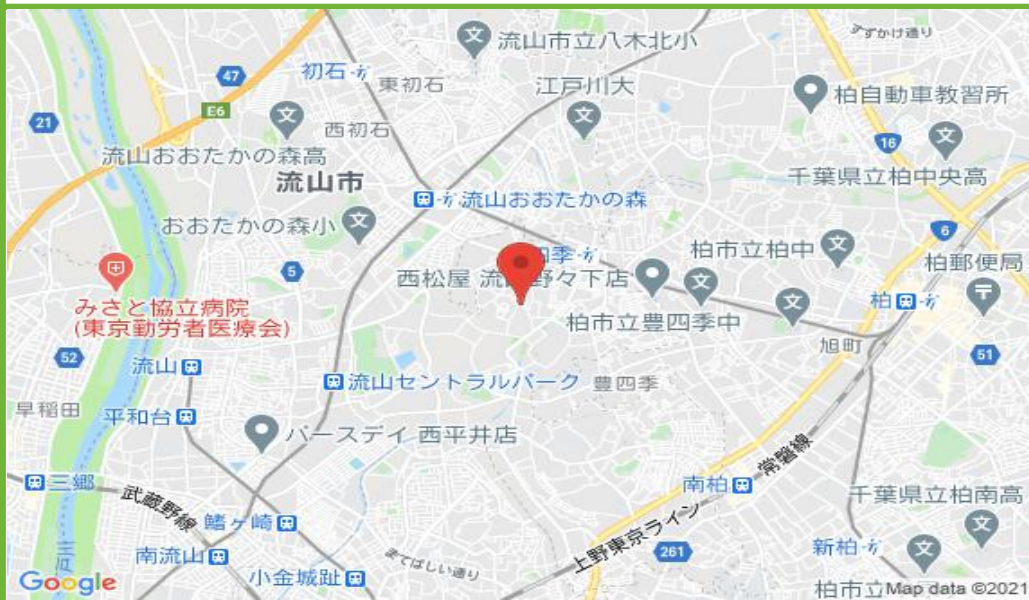 みずかけ通り
流山市立八木北小
初石
47
東初石
江戸川大
柏自動車教習所
E6
21
西初石
16
流山おおたかの森高
流山市
千葉県立柏中央高
流山おおたかの森
おおたかの森小
6
四季
柏市立柏中
5
柏郵便局
西松屋 流
野々下店
みさと協立病院
(東京勤労者医療会)
柏
柏市立豊四季中
旭町
52
流山
51
流山セントラルパーク
豊四季
早稲田
平和台
バースデイ 西平井店
常磐線
三郷
南柏
武蔵野線
千葉県立柏南高
鰭ヶ崎
上野東京ライン
南流山
まてばしい通り
261
新柏
小金城趾
柏市立
Google
Map data ©2021